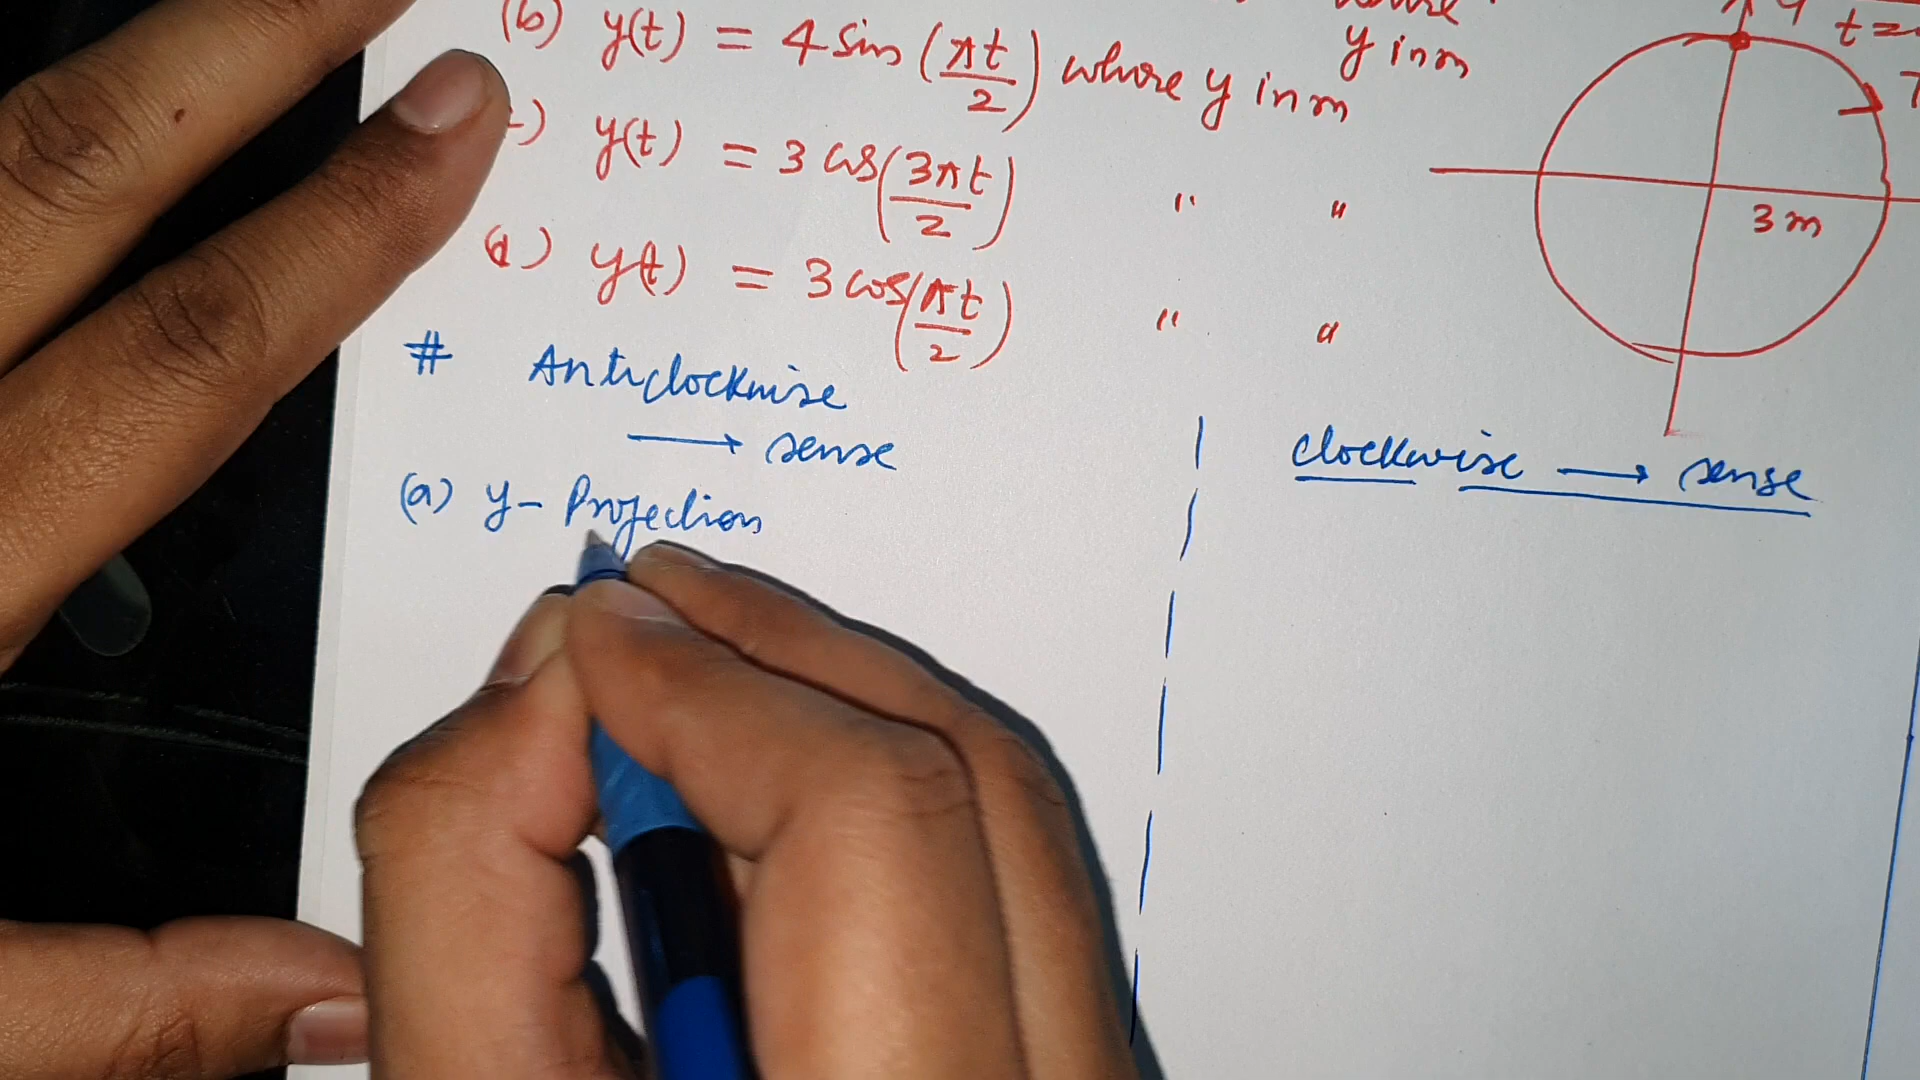 (b) y(t) = 4 sin (πt/2) where y in m
y in m
y(t) = 3 cos (3πt/2) " "
(d) y(t) = 3 cos (πt/2) " "
t =
3 m
# Anticlockwise
→ sense
clockwise → sense
(a) y - Projection